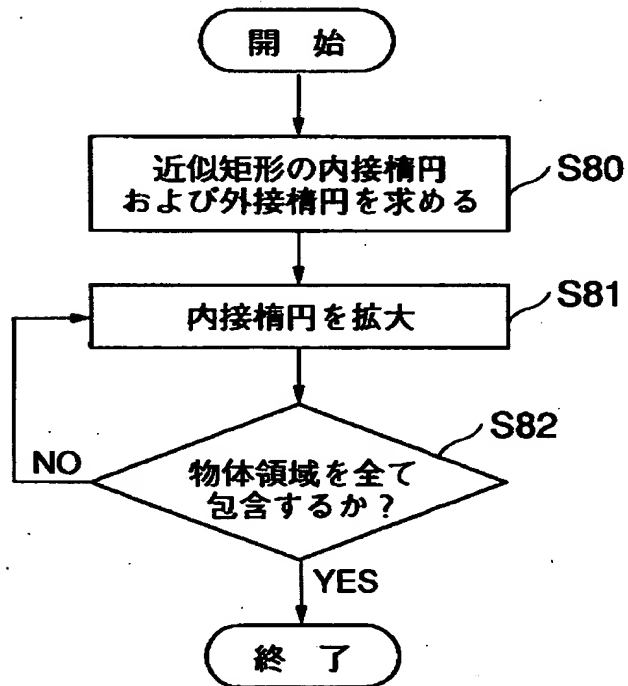 開 始
近似矩形の内接楕円
および外接楕円を求める
S80
内接楕円を拡大
S81
S82
物体領域を全て
包含するか？
NO
YES
終 了